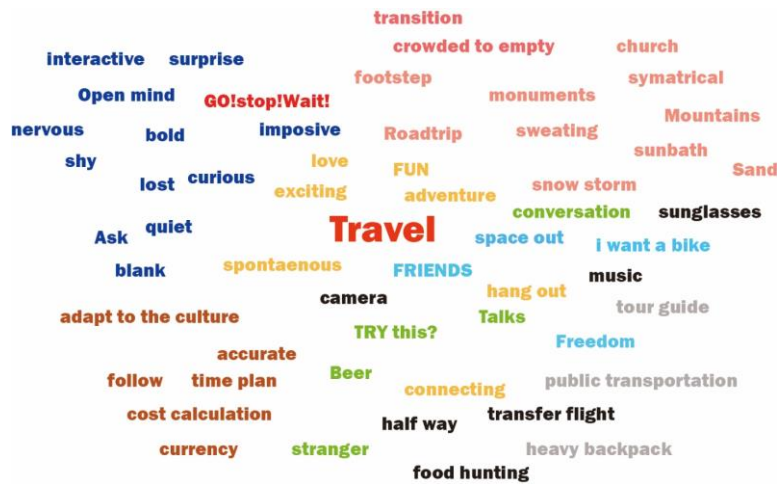 transition
crowded to empty
church
interactive
surprise
footstep
symatrical
Open mind
GO!stop!Wait!
monuments
Mountains
nervous
bold
imposive
Roadtrip
sweating
sunbath
shy
love
FUN
Sand
lost
curious
exciting
adventure
snow storm
conversation
sunglasses
Ask
quiet
Travel
space out
i want a bike
blank
spontaenous
FRIENDS
music
camera
hang out
tour guide
adapt to the culture
TRY this?
Talks
Freedom
accurate
follow
time plan
Beer
connecting
public transportation
cost calculation
half way
transfer flight
currency
stranger
heavy backpack
food hunting